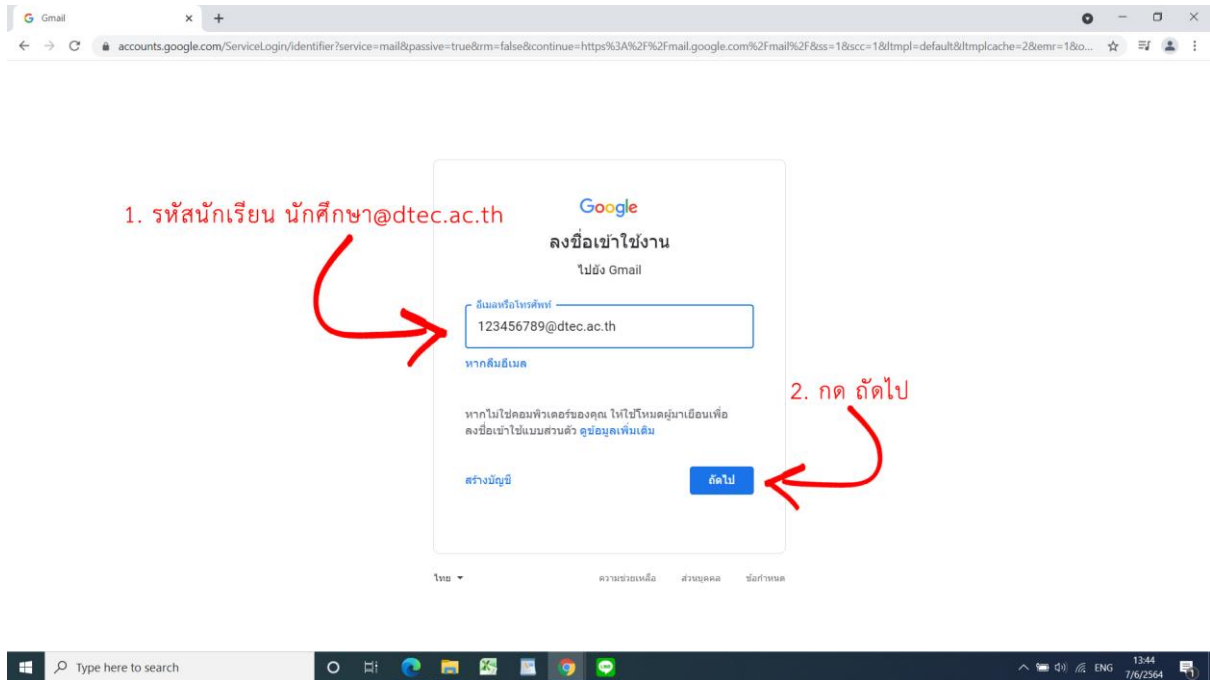 Gmail
accounts.google.com/ServiceLogin/identifier?service=mail&passive=true&rm=false&continue=https%3A%2F%2Fmail.google.com%2Fmail%2F&ss=1&scc=1&ltmpl=default&ltmplcache=2&emr=1&o...
1. รหัสนักเรียน นักศึกษา@dtec.ac.th
Google
ลงชื่อเข้าใช้งาน
ไปยัง Gmail
อีเมลหรือโทรศัพท์
123456789@dtec.ac.th
หากลืมอีเมล
2. กด ถัดไป
หากไม่ใช่คอมพิวเตอร์ของคุณ ให้ใช้โหมดผู้มาเยือนเพื่อ
ลงชื่อเข้าใช้แบบส่วนตัว ดูข้อมูลเพิ่มเติม
สร้างบัญชี
ถัดไป
ไทย
ความช่วยเหลือ ส่วนบุคคล ข้อกำหนด
Type here to search
ENG
13:44
7/6/2564